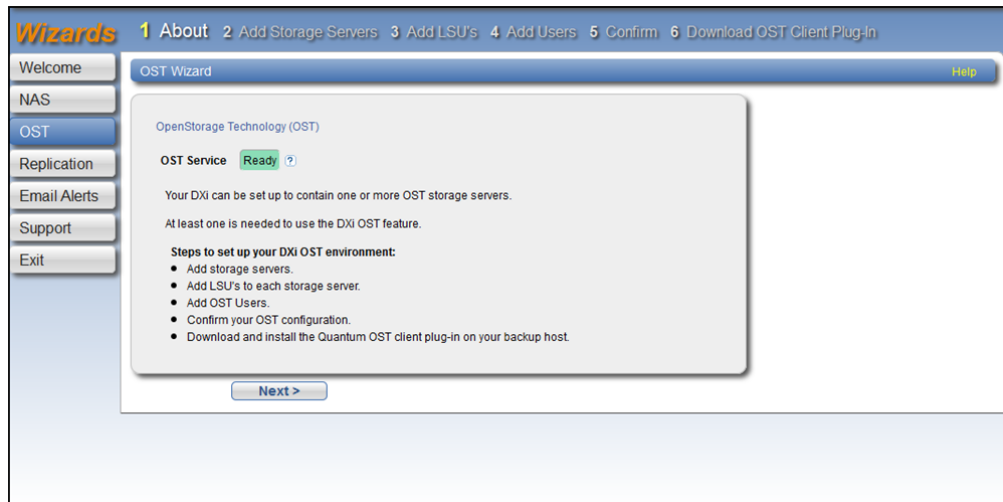 Wizards
1 About 2 Add Storage Servers 3 Add LSU's 4 Add Users 5 Confirm 6 Download OST Client Plug-In
Welcome
NAS
OST
Replication
Email Alerts
Support
Exit
OST Wizard Help
OpenStorage Technology (OST)
OST Service Ready ?
Your DXi can be set up to contain one or more OST storage servers.
At least one is needed to use the DXi OST feature.
Steps to set up your DXi OST environment:
• Add storage servers.
• Add LSU's to each storage server.
• Add OST Users.
• Confirm your OST configuration.
• Download and install the Quantum OST client plug-in on your backup host.
Next >